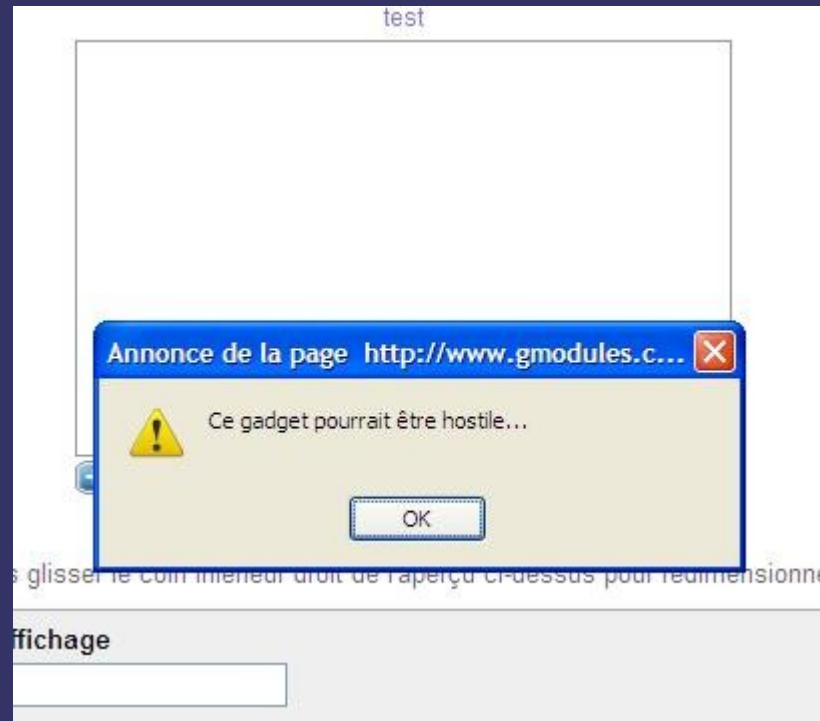 test
Annonce de la page http://www.gmodules.c...
Ce gadget pourrait être hostile...
OK
s glisser le coin inférieur droit de l'aperçu ci-dessus pour redimensionne
ffichage